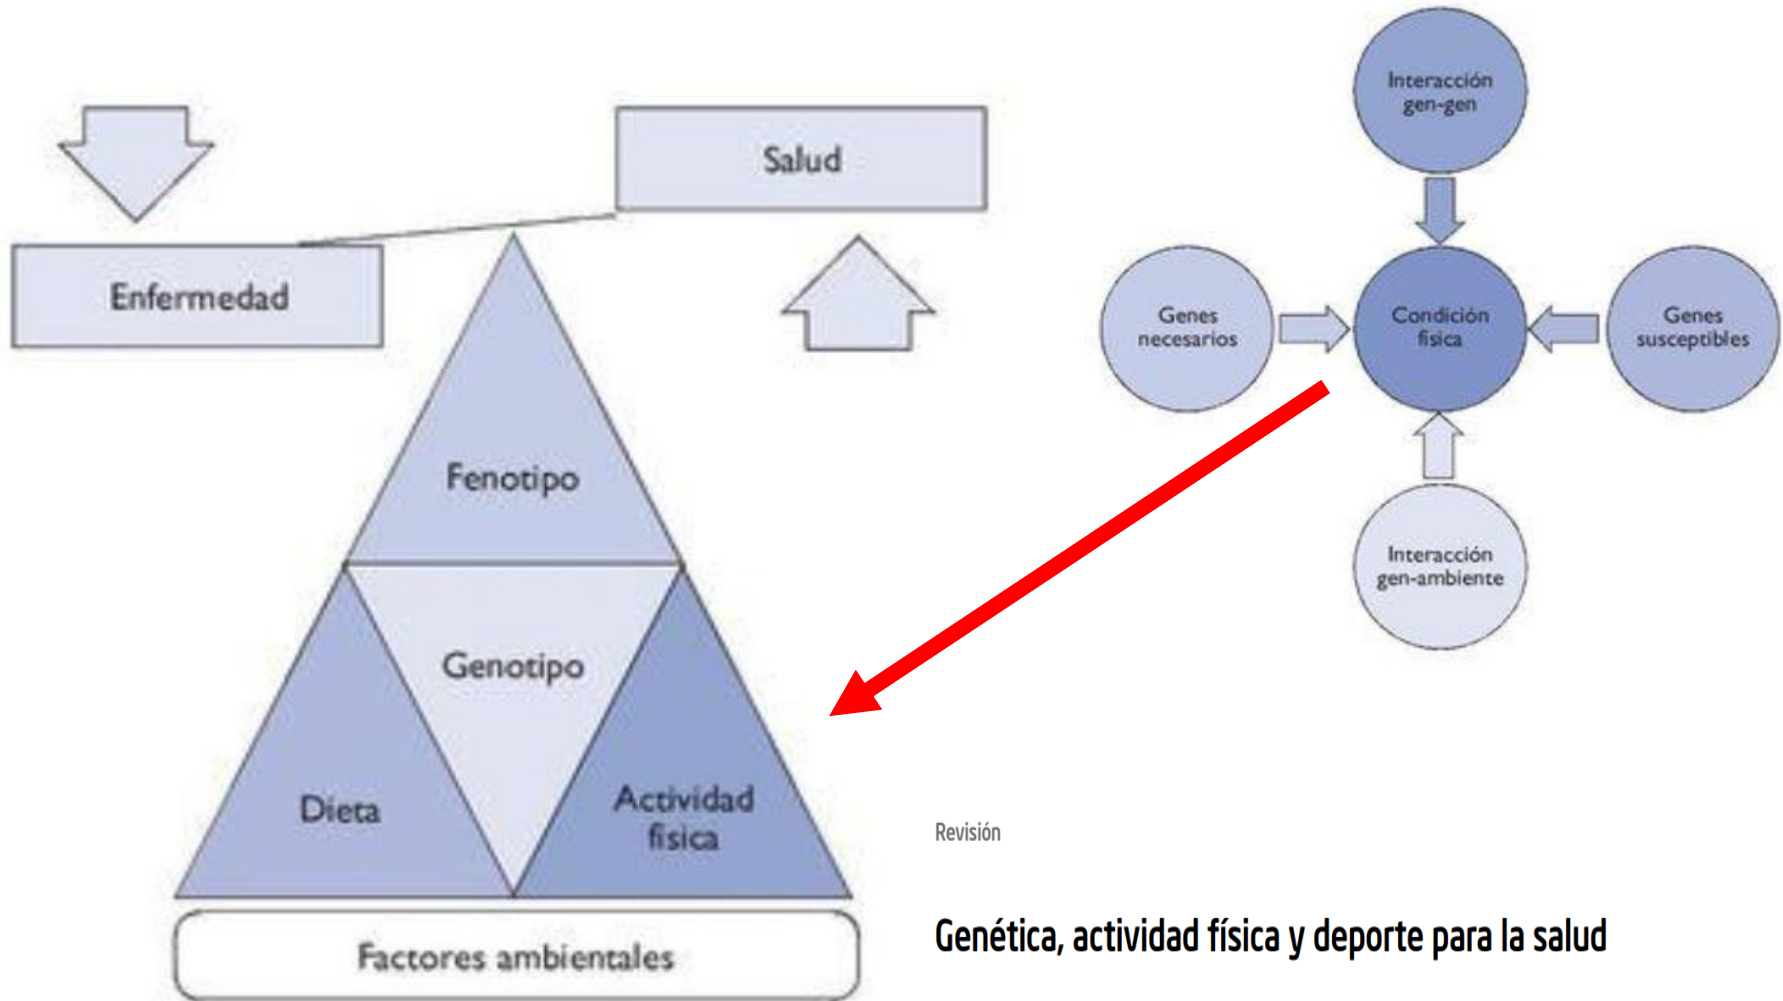 Salud
Enfermedad
Fenotipo
Genotipo
Dieta
Actividad
física
Factores ambientales
Interacción
gen-gen
Genes
necesarios
Condición
física
Genes
susceptibles
Interacción
gen-ambiente
Revisión
Genética, actividad física y deporte para la salud